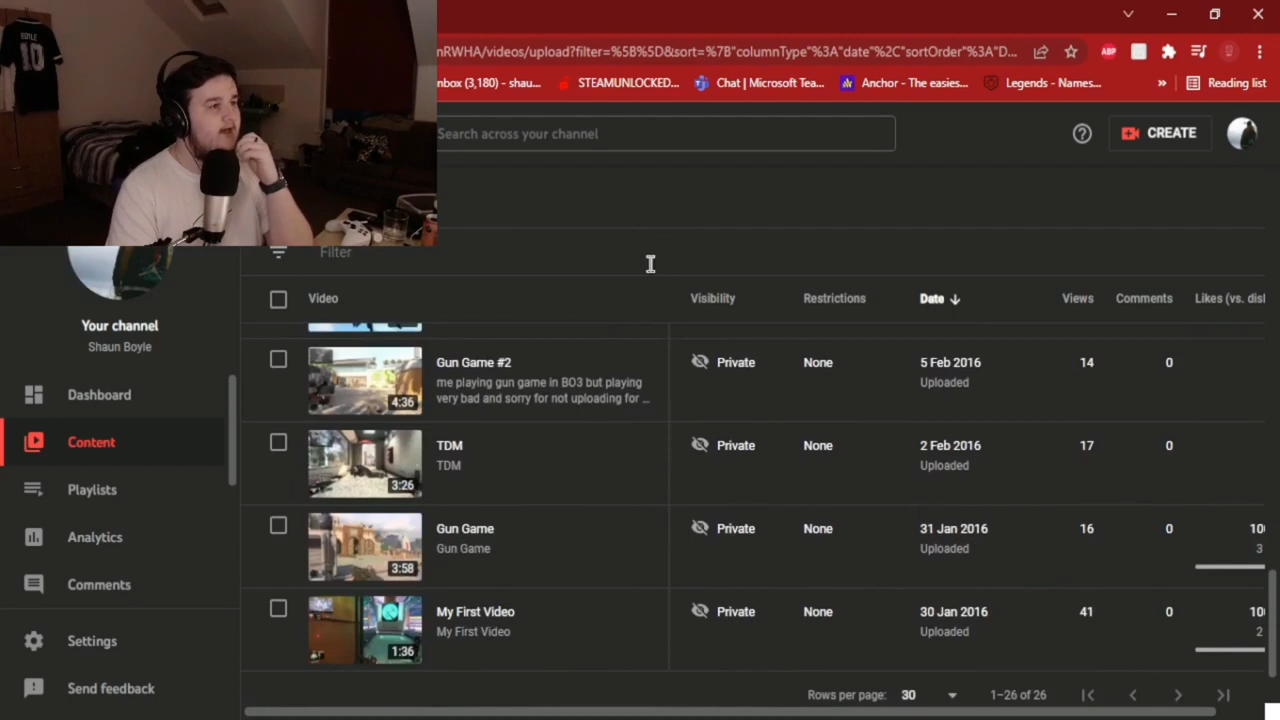 BOYLE
10
nRWHA/videos/upload?filter=%5B%5D&sort=%7B"columnType"%3A"date"%2C"sortOrder"%3A"D...
ABP
nbox (3,180) - shau...
STEAMUNLOCKED...
Chat | Microsoft Tea...
Anchor - The easies...
Legends - Names...
»
Reading list
Search across your channel
CREATE
Filter
Your channel
Shaun Boyle
Dashboard
Content
Playlists
Analytics
Comments
Settings
Send feedback
Video
Visibility
Restrictions
Date
Views
Comments
Likes (vs. disl
Gun Game #2
me playing gun game in BO3 but playing
very bad and sorry for not uploading for ...
4:36
Private
None
5 Feb 2016
Uploaded
14
0
TDM
TDM
3:26
Private
None
2 Feb 2016
Uploaded
17
0
Gun Game
Gun Game
3:58
Private
None
31 Jan 2016
Uploaded
16
0
10
3
My First Video
My First Video
1:36
Private
None
30 Jan 2016
Uploaded
41
0
10
2
Rows per page: 30
1–26 of 26